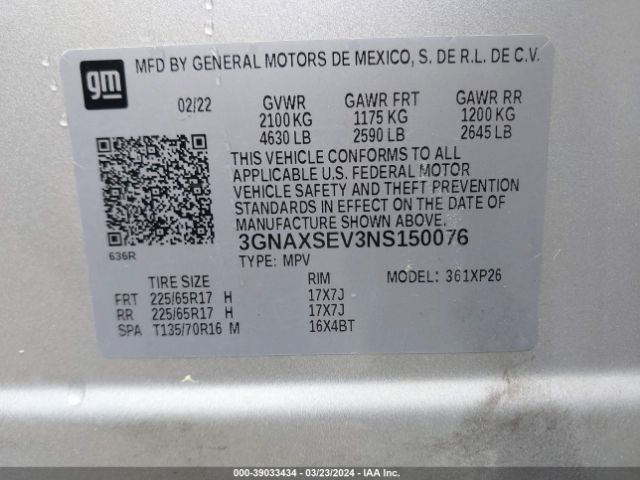 gm
MFD BY GENERAL MOTORS DE MEXICO, S. DE R.L. DE C.V.
02/22 GVWR GAWR FRT GAWR RR
2100 KG 1175 KG 1200 KG
4630 LB 2590 LB 2645 LB
THIS VEHICLE CONFORMS TO ALL
APPLICABLE U.S. FEDERAL MOTOR
VEHICLE SAFETY AND THEFT PREVENTION
STANDARDS IN EFFECT ON THE DATE OF
MANUFACTURE SHOWN ABOVE.
3GNAXSEV3NS150076
636R
TYPE: MPV
TIRE SIZE RIM MODEL: 361XP26
FRT 225/65R17 H 17X7J
RR 225/65R17 H 17X7J
SPA T135/70R16 M 16X4BT
000-39033434 / 03/23/2024 - IAA Inc.